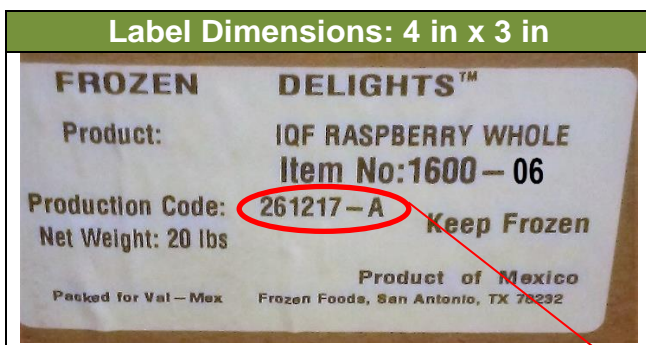 Label Dimensions: 4 in x 3 in
FROZEN DELIGHTS™
Product: IQF RASPBERRY WHOLE
Item No:1600-06
Production Code: 261217-A
Keep Frozen
Net Weight: 20 lbs
Product of Mexico
Packed for Val-Mex Frozen Foods, San Antonio, TX 78232